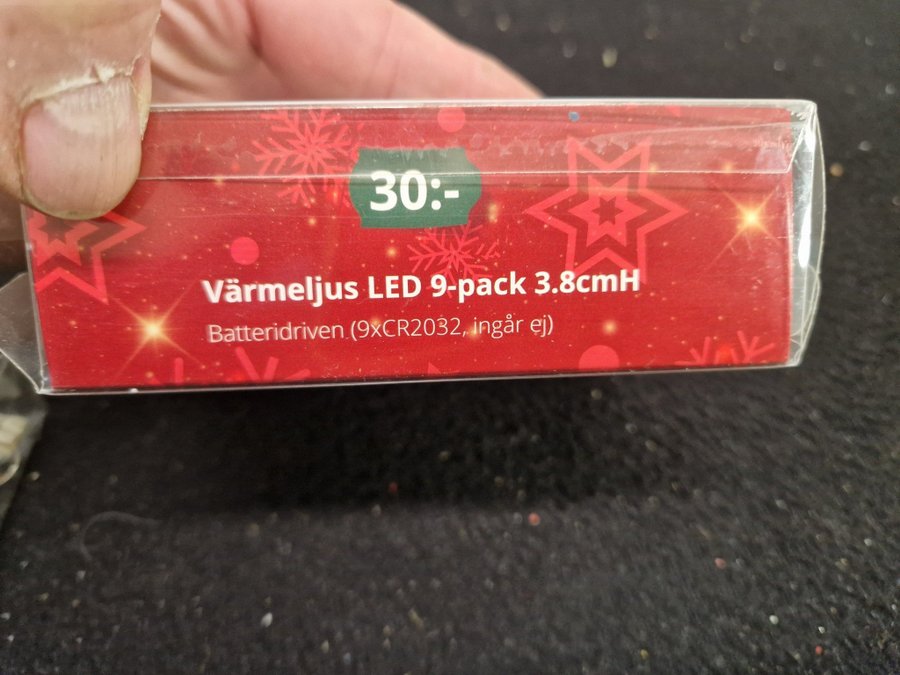 30:-
Värmeljus LED 9-pack 3.8cmH
Batteridriven (9xCR2032, ingår ej)